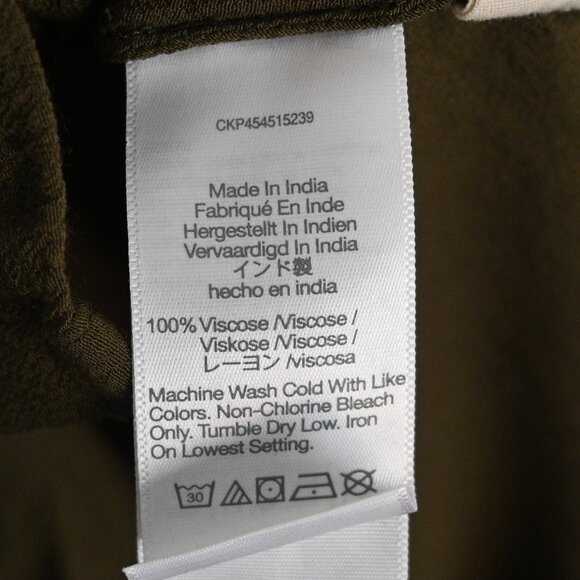 CKP454515239
Made In India
Fabriqué En Inde
Hergestellt In Indien
Vervaardigd In India
インド製
hecho en india
100% Viscose /Viscose /
Viskose /Viscose /
レーヨン /viscosa
Machine Wash Cold With Like
Colors. Non-Chlorine Bleach
Only. Tumble Dry Low. Iron
On Lowest Setting.
30